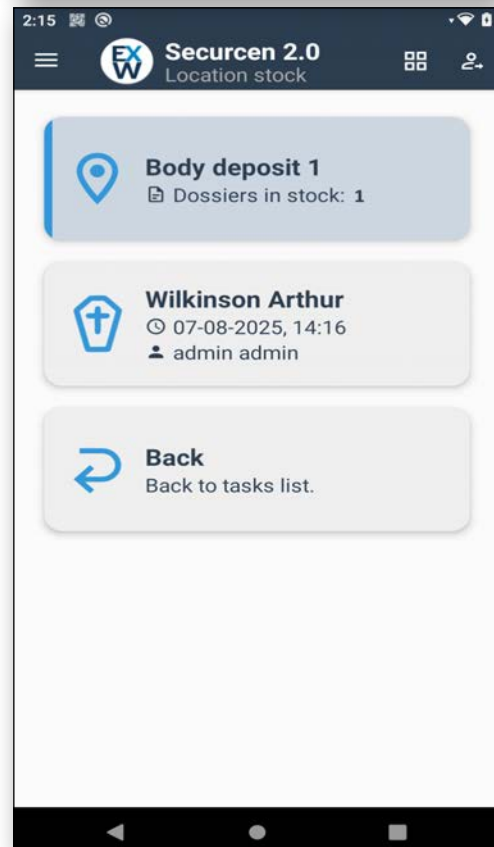 2:15
EX
W
Securcen 2.0
Location stock
Body deposit 1
Dossiers in stock: 1
Wilkinson Arthur
07-08-2025, 14:16
admin admin
Back
Back to tasks list.